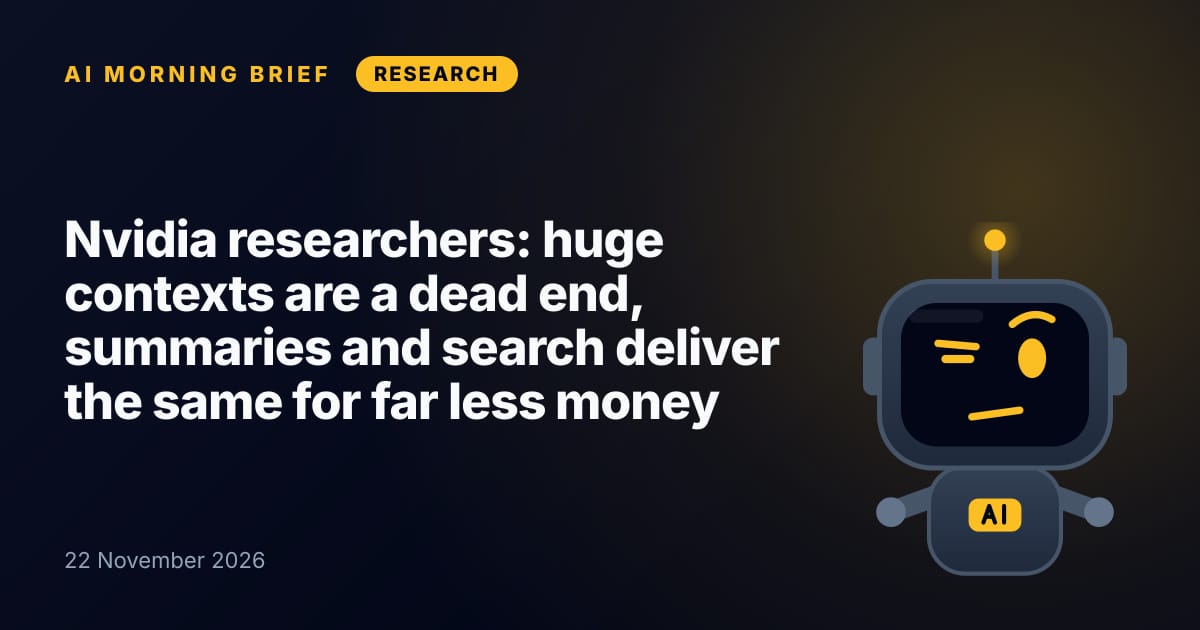 AI MORNING BRIEF RESEARCH
Nvidia researchers: huge
contexts are a dead end,
summaries and search deliver
the same for far less money
AI
22 November 2026